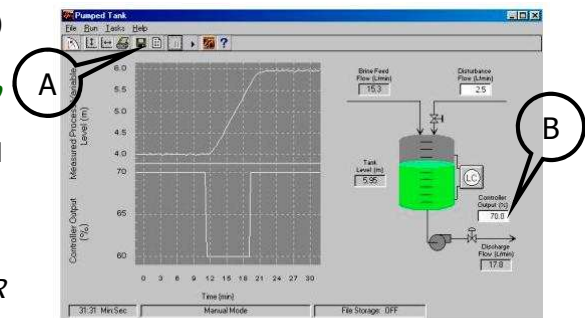 Pumped Tank
File Run Tasks Help
A
B
Measured Process Variable
Level (m)
6.0
5.5
5.0
4.5
4.0
Controller Output
(%)
70
65
60
0 3 6 9 12 15 18 21 24 27 30
Time (min)
Brine Feed
Flow (L/min)
15.3
Disturbance
Flow (L/min)
2.5
Tank
Level (m)
5.95
LC
Controller
Output (%)
70.0
Discharge
Flow (L/min)
17.8
31:31 Min:Sec
Manual Mode
File Storage: OFF
R